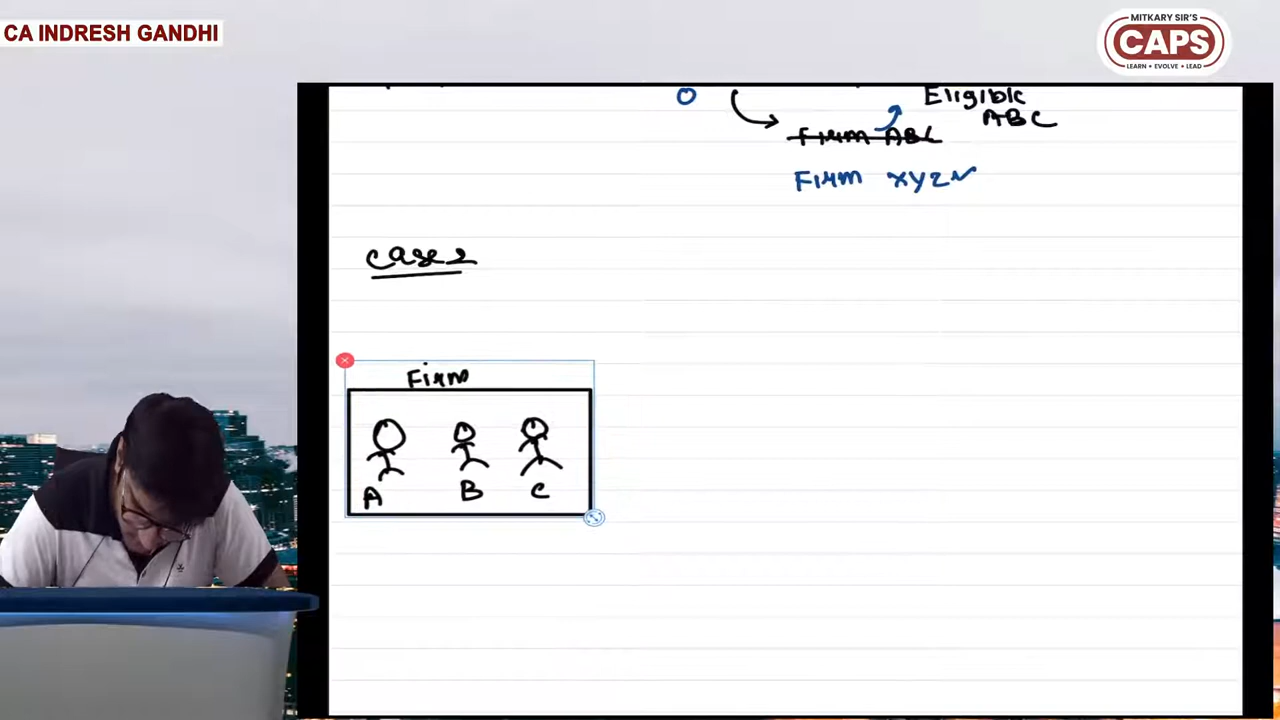 CA INDRESH GANDHI
MITKARY SIR'S
CAPS
LEARN • EVOLVE • LEAD
Eligible
ABC
Firm ABC
Firm XYZ
Case 2
Firm
A B C